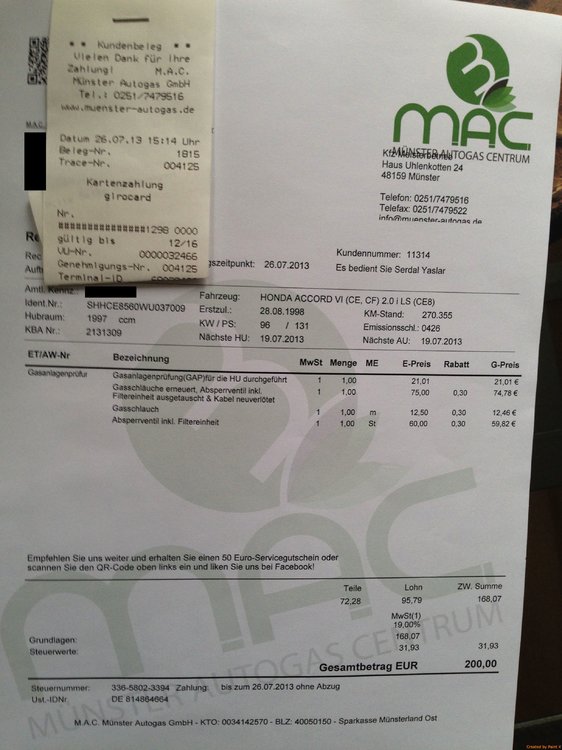 * * Kundenbeleg * *
Vielen Dank für Ihre
Zahlung! M.A.C.
Münster Autogas GmbH
Tel.: 0251/7479516
www.muenster-autogas.de
Datum 26.07.13 15:14 Uhr
Beleg-Nr. 1815
Trace-Nr. 004125
Kartenzahlung
girocard
Nr.
################1298 0000
gültig bis 12/16
VU-Nr. 0000032466
Genehmigungs-Nr. 004125
Terminal-ID
M.A.C.
mac
MÜNSTER AUTOGAS CENTRUM
Kfz Meisterbetrieb
Haus Uhlenkotten 24
48159 Münster
Telefon: 0251/7479516
Telefax: 0251/7479522
info@muenster-autogas.de
Kundennummer: 11314
gszeitpunkt: 26.07.2013 Es bedient Sie Serdal Yaslar
Amtl. Kennz.:
Ident.Nr.: SHHCE8560WU037009
Hubraum: 1997 ccm
KBA Nr.: 2131309
Fahrzeug: HONDA ACCORD VI (CE, CF) 2.0 i LS (CE8)
Erstzul.: 28.08.1998 KM-Stand : 270.355
KW / PS: 96 / 131 Emissionsschl.: 0426
Nächste HU: 19.07.2013 Nächste AU: 19.07.2013
ET/AW-Nr Bezeichnung MwSt Menge ME E-Preis Rabatt G-Preis
Gasanlagenprüfur Gasanlagenprüfung(GAP)für die HU durchgeführt 1 1,00 21,01 21,01 €
Gasschläuche erneuert, Absperrventil inkl. 1 1,00 75,00 0,30 74,78 €
Filtereinheit ausgetauscht & Kabel neuverlötet
Gasschlauch 1 1,00 m 12,50 0,30 12,46 €
Absperrventil inkl. Filtereinheit 1 1,00 St 60,00 0,30 59,82 €
mac
MÜNSTER AUTOGAS CENTRUM
Empfehlen Sie uns weiter und erhalten Sie einen 50 Euro-Servicegutschein oder
scannen Sie den QR-Code oben links ein und liken Sie uns bei Facebook!
Teile Lohn ZW. Summe
72,28 95,79 168,07
MwSt(1)
19,00%
Grundlagen: 168,07
Steuerwerte: 31,93 31,93
Gesamtbetrag EUR 200,00
Steuernummer: 336-5802-3394 Zahlung: bis zum 26.07.2013 ohne Abzug
Ust.-IDNr. DE 814884664
M.A.C. Münster Autogas GmbH - KTO: 0034142570 - BLZ: 40050150 - Sparkasse Münsterland Ost